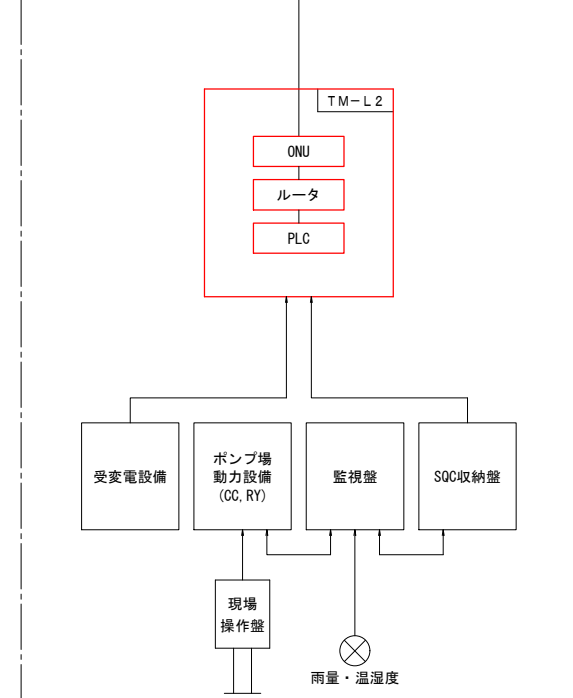 TM－L2
ONU
ルータ
PLC
受変電設備
ポンプ場
動力設備
(CC,RY)
監視盤
SQC収納盤
現場
操作盤
雨量・温湿度